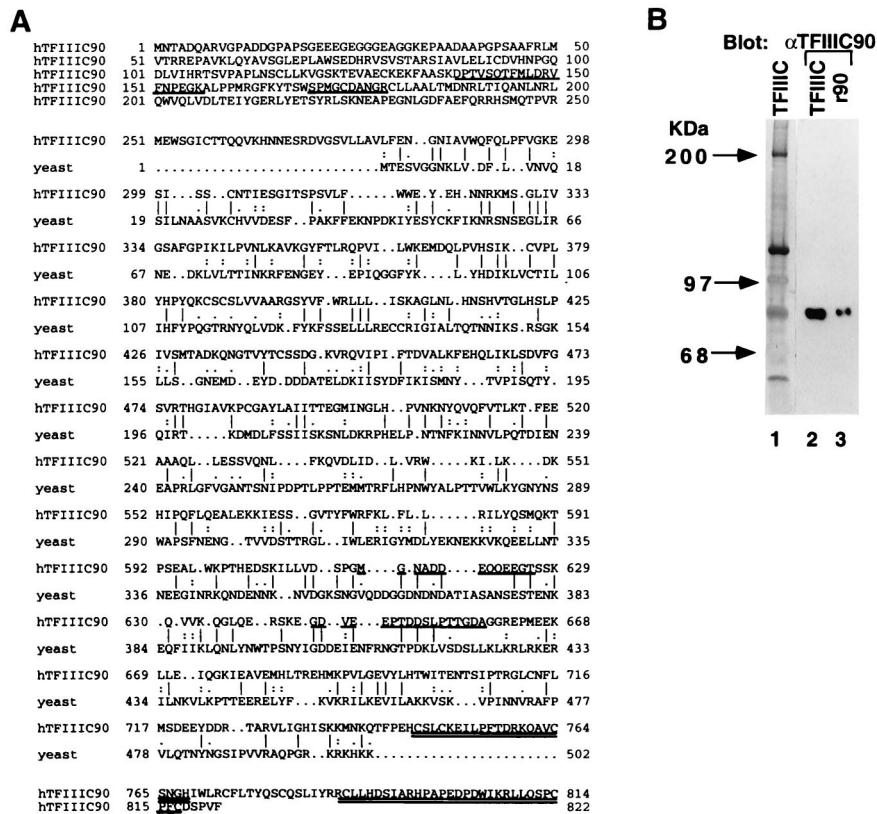 A
hTFIIIC90 1 MNTADQARVGPADDGPAPSGEEEGEGGGEAGGKEPAADAAPGPSAAFRLM 50
hTFIIIC90 51 VTRREPAVKLQYAVSGLEPLAWSEDHRVSVSTARSIAVLELICDVHNPGQ 100
hTFIIIC90 101 DLVIHRTSVPAPLNSCLLKVGSKTEVAECKEKFAASKDPTVSQTFMLDRV 150
hTFIIIC90 151 FNPEGKALPPMRGFKYTSWSPMGCDANGRCLLAALTMDNRLTIQANLNRL 200
hTFIIIC90 201 QWVQLVDLTEIYGERLYETSYRLSKNEAPEGNLGDFAEFQRRHSMQTPVR 250
hTFIIIC90 251 MEWSGICTTQQVKHNNESRDVGSVLLAVLFEN..GNIAVWQFQLPFVGKE 298
yeast 1 .....................MTESVGGNKLV.DF.L..VNVQ 18
hTFIIIC90 299 SI..SS..CNTIESGITSPSVLF.....WWE.Y.EH.NNRKMS.GLIV 333
yeast 19 SILNAASVKCHVVDESF..PAKFFEKNPDKIYESYCKFIKNRSNSEGLIR 66
hTFIIIC90 334 GSAFGPIKILPVNLKAVKGYFTLRQPVI..LWKEMDQLPVHSIK..CVPL 379
yeast 67 NE..DKLVLTTINKRFENGEY...EPIQGGFYK....L.YHDIKLVCTIL 106
hTFIIIC90 380 YHPYQKCSCSLVVAARGSYVF.WRLLL..ISKAGLNL.HNSHVTGLHSLP 425
yeast 107 IHFYPQGTRNYQLVDK.FYKFSSELLLRECCRIGIALTQTNNIKS.RSGK 154
hTFIIIC90 426 IVSMTADKQNGTVYTCSSDG.KVRQVIPI.FTDVALKFEHQLIKLSDVFG 473
yeast 155 LLS..GNEMD..EYD.DDDATELDKIISYDFIKISMNY...TVPISQTY. 195
hTFIIIC90 474 SVRTHGIAVKPCGAYLAIITTEGMINGLH..PVNKNYQVQFVTLKT.FEE 520
yeast 196 QIRT.....KDMDLFSSIISKSNLDKRPHELP.NTNFKINNVLPQTDIEN 239
hTFIIIC90 521 AAAQLL..LESSVQNL....FKQVDLID..L.VRW....KI.LK....DK 551
yeast 240 EAPRLGFVGANTSNIPDPTLPPTEMMTRFLHPNWYALPTTVWLKYGNYNS 289
hTFIIIC90 552 HIPQFLQEALEKKIESS..GVTYFWRFKL.FL.L.....RILYQSMQKT 591
yeast 290 WAPSFNENG..TVVDSTTRGL..IWLERIGYMDLYEKNEKKVKQEELLNT 335
hTFIIIC90 592 PSEAL.WKPTHEDSKILLVD..SPGM...G.NADD....EQQEEGTSSK 629
yeast 336 NEEGINRKQNDENNK..NVDGKSNGVQDDGGDNDNDATIASANSESTENK 383
hTFIIIC90 630 .Q.VVK.QGLQE..RSKE.GD..VE...EPTDDSLPTTGDAGGREPMEEK 668
yeast 384 EQFIIKLQNLYNWTPSNYIGDDEIENFRNGTPDKLVSDSLLKLKRLRKER 433
hTFIIIC90 669 LLE..IQGKIEAVEMHLTREHMKPVLGEVYLHTWITENTSIPTRGLCNFL 716
yeast 434 ILNKVLKPTTEERELYF...KVKRILKEVILAKKVSK...VPINNVRAFP 477
hTFIIIC90 717 MSDEEYDDR..TARVLIGHISKKMNKQTFPEHCSLCKEILPFTDRKQAVC 764
yeast 478 VLQTNYNGSIPVVRAQPGR..KRKHKK........................ 502
hTFIIIC90 765 SNGHIWLRCFLTYQSCQSLIYRRCLLHDSIARHPAPEDPDWIKRLLQSPC 814
hTFIIIC90 815 PFCDSPVF 822
B
Blot: αTFIIIC90
TFIIIC TFIIIC r90
KDa
200
97
68
1 2 3